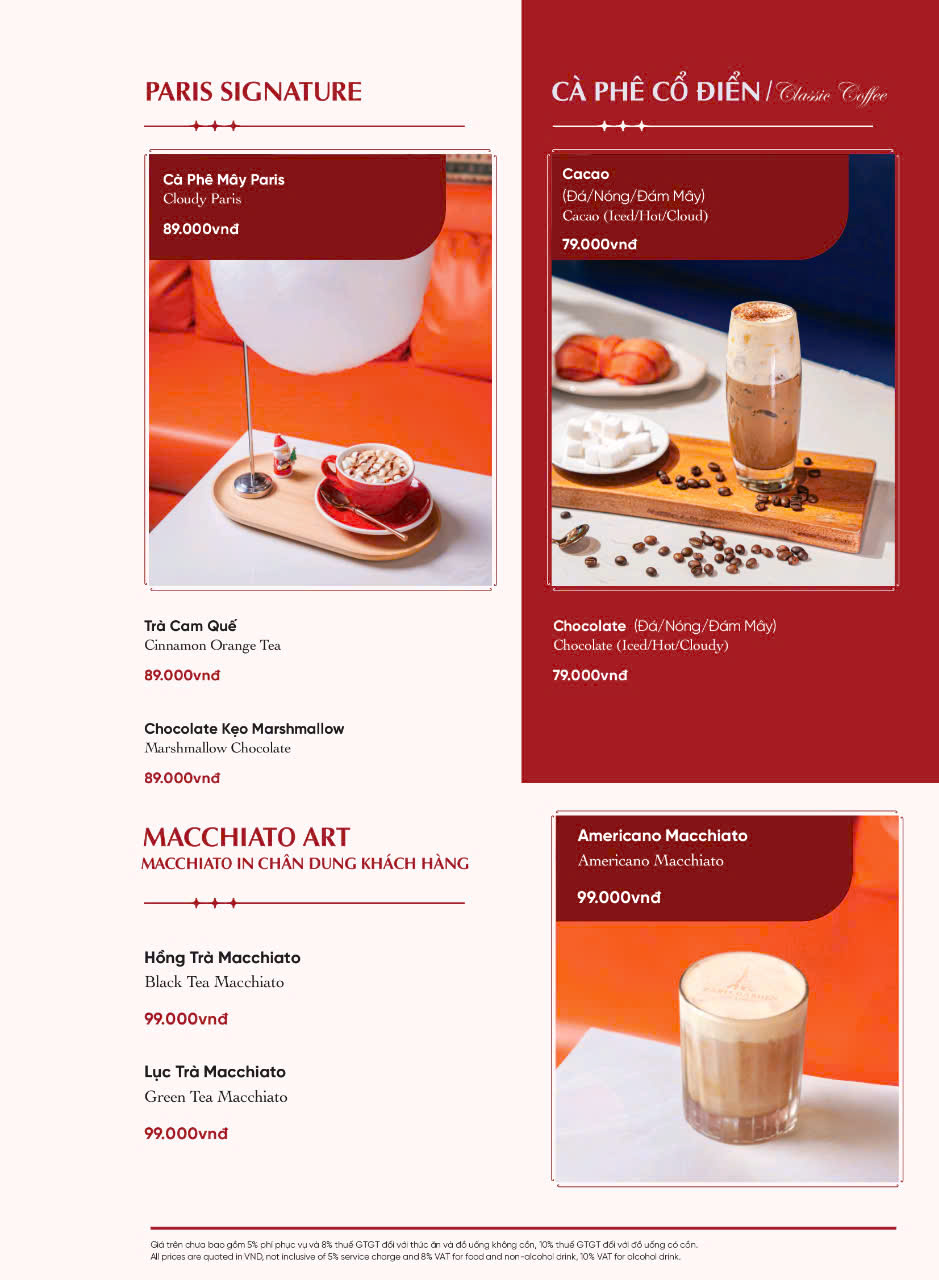 PARIS SIGNATURE
Cà Phê Mây Paris
Cloudy Paris
89.000vnđ
Trà Cam Quế
Cinnamon Orange Tea
89.000vnđ
Chocolate Kẹo Marshmallow
Marshmallow Chocolate
89.000vnđ
CÀ PHÊ CỔ ĐIỂN / Classic Coffee
Cacao
(Đá/Nóng/Đám Mây)
Cacao (Iced/Hot/Cloud)
79.000vnđ
Chocolate (Đá/Nóng/Đám Mây)
Chocolate (Iced/Hot/Cloudy)
79.000vnđ
MACCHIATO ART
MACCHIATO IN CHÂN DUNG KHÁCH HÀNG
Hồng Trà Macchiato
Black Tea Macchiato
99.000vnđ
Lục Trà Macchiato
Green Tea Macchiato
99.000vnđ
Americano Macchiato
Americano Macchiato
99.000vnđ
PARIS GARDEN
Giá trên chưa bao gồm 5% phí phục vụ và 8% thuế GTGT đối với thức ăn và đồ uống không cồn, 10% thuế GTGT đối với đồ uống có cồn.
All prices are quoted in VND, not inclusive of 5% service charge and 8% VAT for food and non-alcohol drink, 10% VAT for alcohol drink.